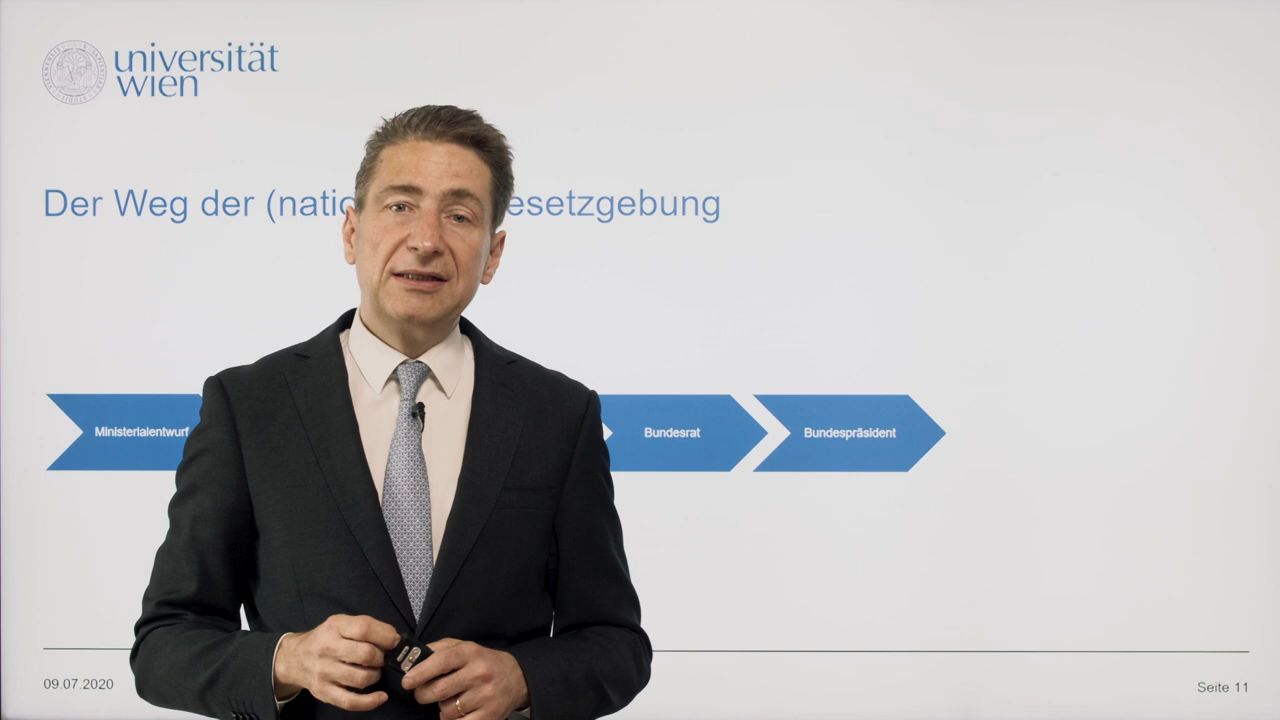 universität
wien
Der Weg der (natio esetzgebung
Ministerialentwurf
Bundesrat
Bundespräsident
09.07.2020
Seite 11